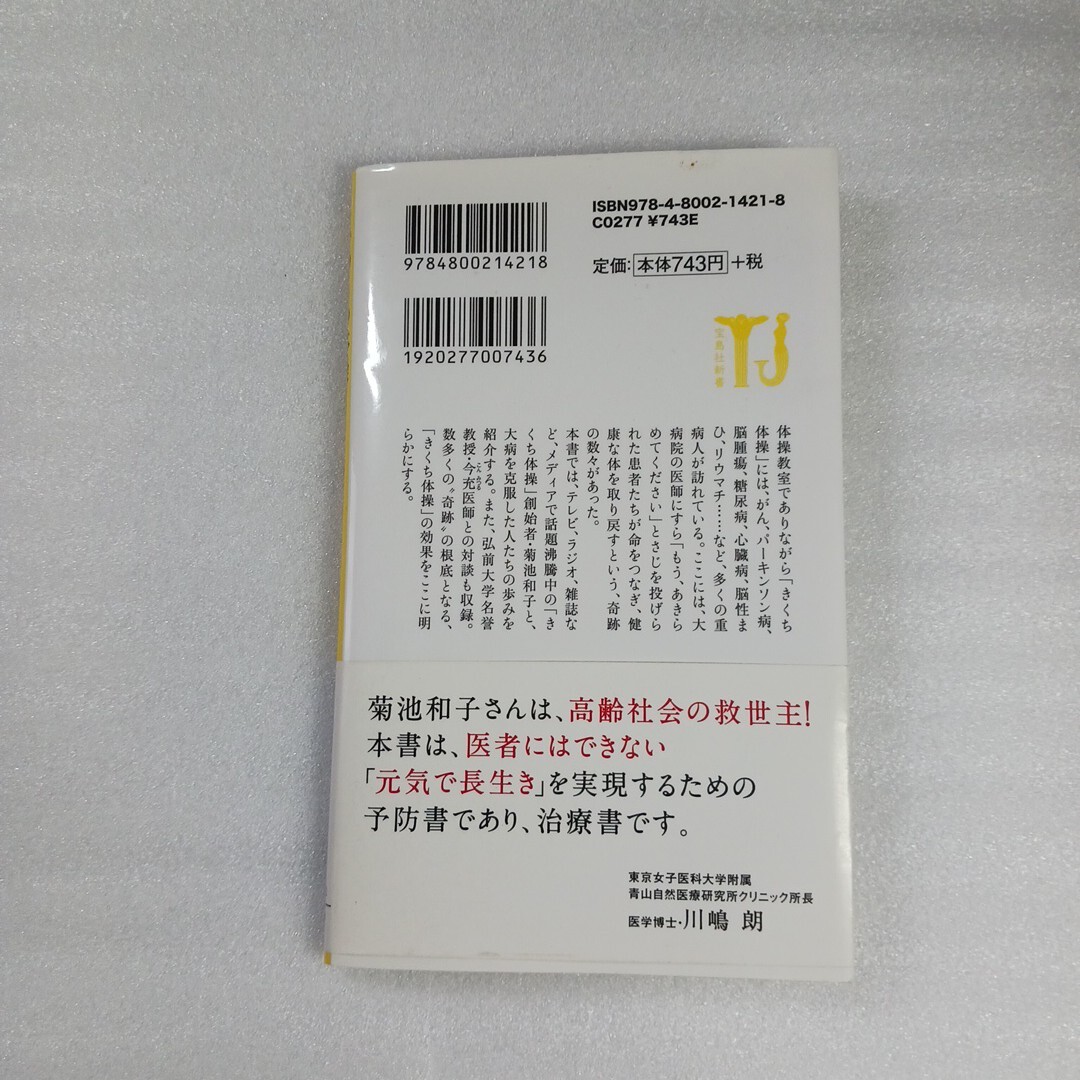 ISBN978-4-8002-1421-8
C0277 ¥743E
9784800214218
定価:本体743円+税
1920277007436
宝島社新書
TJ
体操教室でありながら「きくち
体操」には、がん、パーキンソン病、
脳腫瘍、糖尿病、心臓病、脳性ま
ひ、リウマチ……など、多くの重
病人が訪れている。ここには、大
病院の医師にすら「もう、あきら
めてください」とさじを投げら
れた患者たちが命をつなぎ、健
康な体を取り戻すという、奇跡
の数々があった。
本書では、テレビ、ラジオ、雑誌な
ど、メディアで話題沸騰中の「き
くち体操」創始者・菊池和子と、
大病を克服した人たちの歩みを
紹介する。また、弘前大学名誉
教授・今充医師との対談も収録。
こん みつる
数多くの〝奇跡〟の根底となる、
「きくち体操」の効果をここに明
らかにする。
菊池和子さんは、高齢社会の救世主!
本書は、医者にはできない
「元気で長生き」を実現するための
予防書であり、治療書です。
東京女子医科大学附属
青山自然医療研究所クリニック所長
医学博士・川嶋 朗